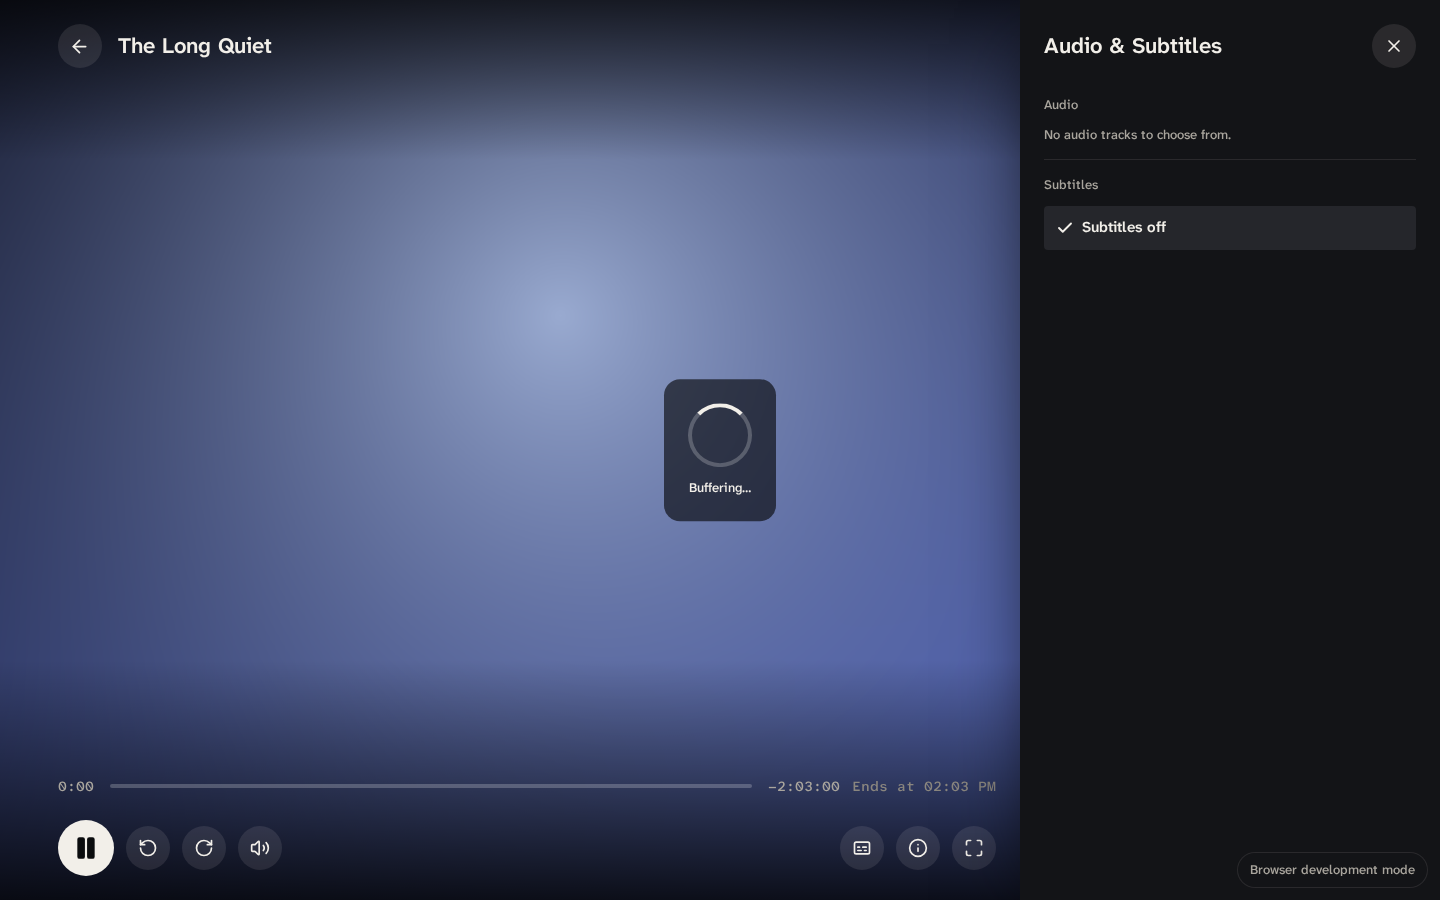 The Long Quiet
Audio & Subtitles
Audio
No audio tracks to choose from.
Subtitles
Subtitles off
Buffering...
0:00
−2:03:00 Ends at 02:03 PM
Browser development mode